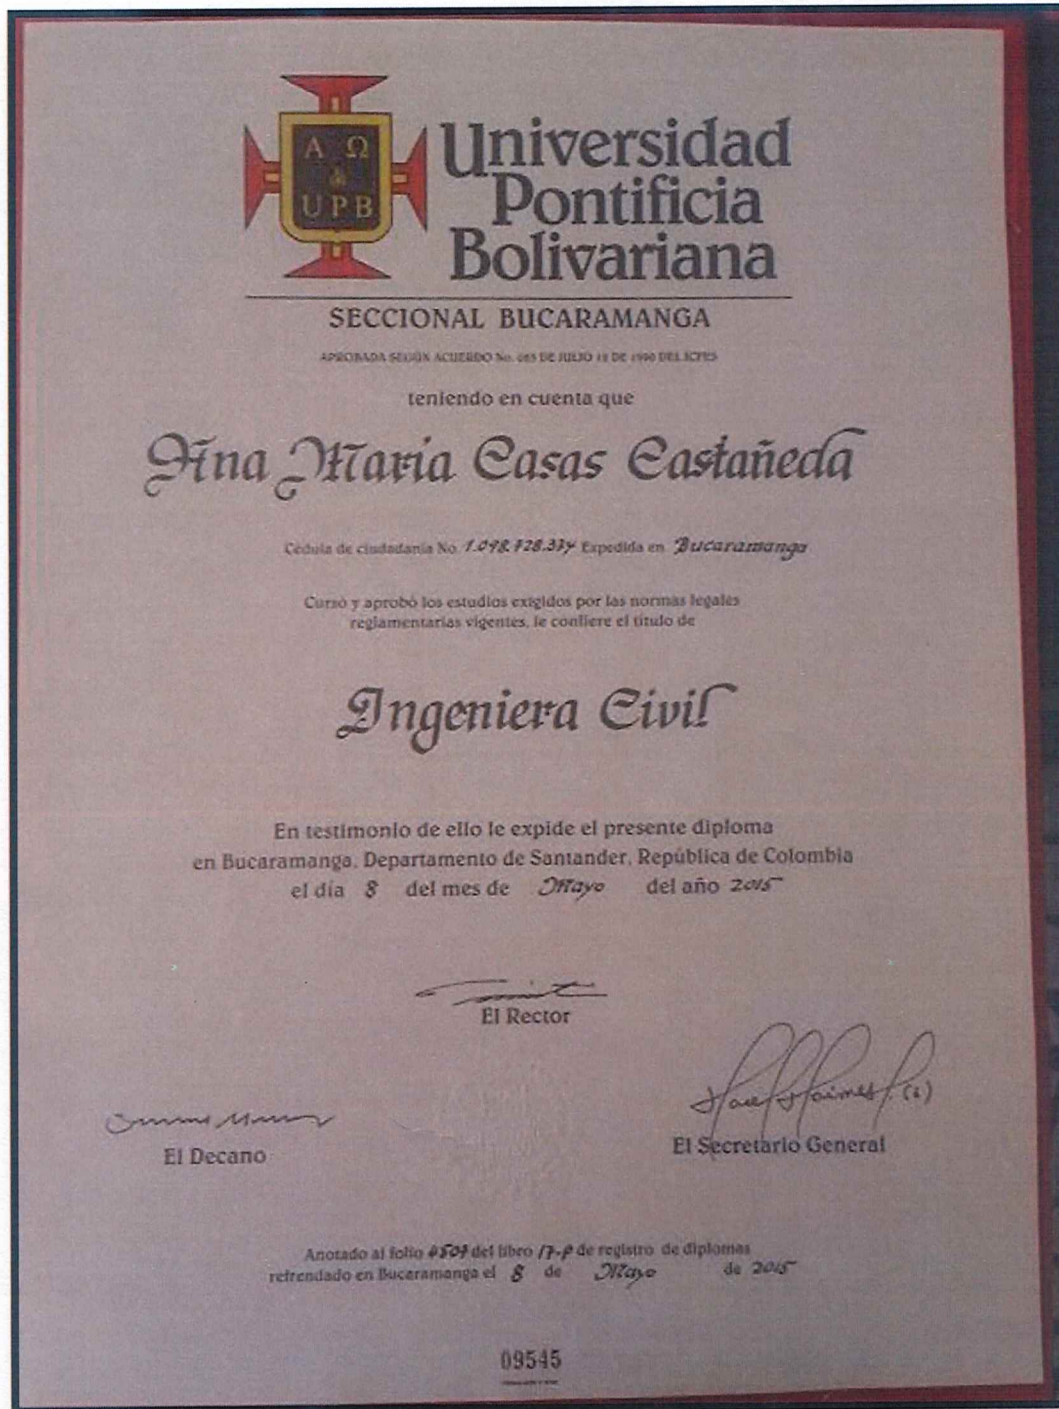 Α Ω
UPB
Universidad
Pontificia
Bolivariana
SECCIONAL BUCARAMANGA
APROBADA SEGÚN ACUERDO No. DE JULIO DE 1990 DEL ICFES
teniendo en cuenta que
Ana María Casas Castañeda
Cédula de ciudadanía No. 1.098.728.374 Expedida en Bucaramanga
Cursó y aprobó los estudios exigidos por las normas legales
reglamentarias vigentes, le confiere el título de
Ingeniera Civil
En testimonio de ello le expide el presente diploma
en Bucaramanga, Departamento de Santander, República de Colombia
el día 8 del mes de Mayo del año 2015
El Rector
El Decano
El Secretario General
Anotado al folio del libro de registro de diplomas
refrendado en Bucaramanga el 8 de Mayo de 2015
09545